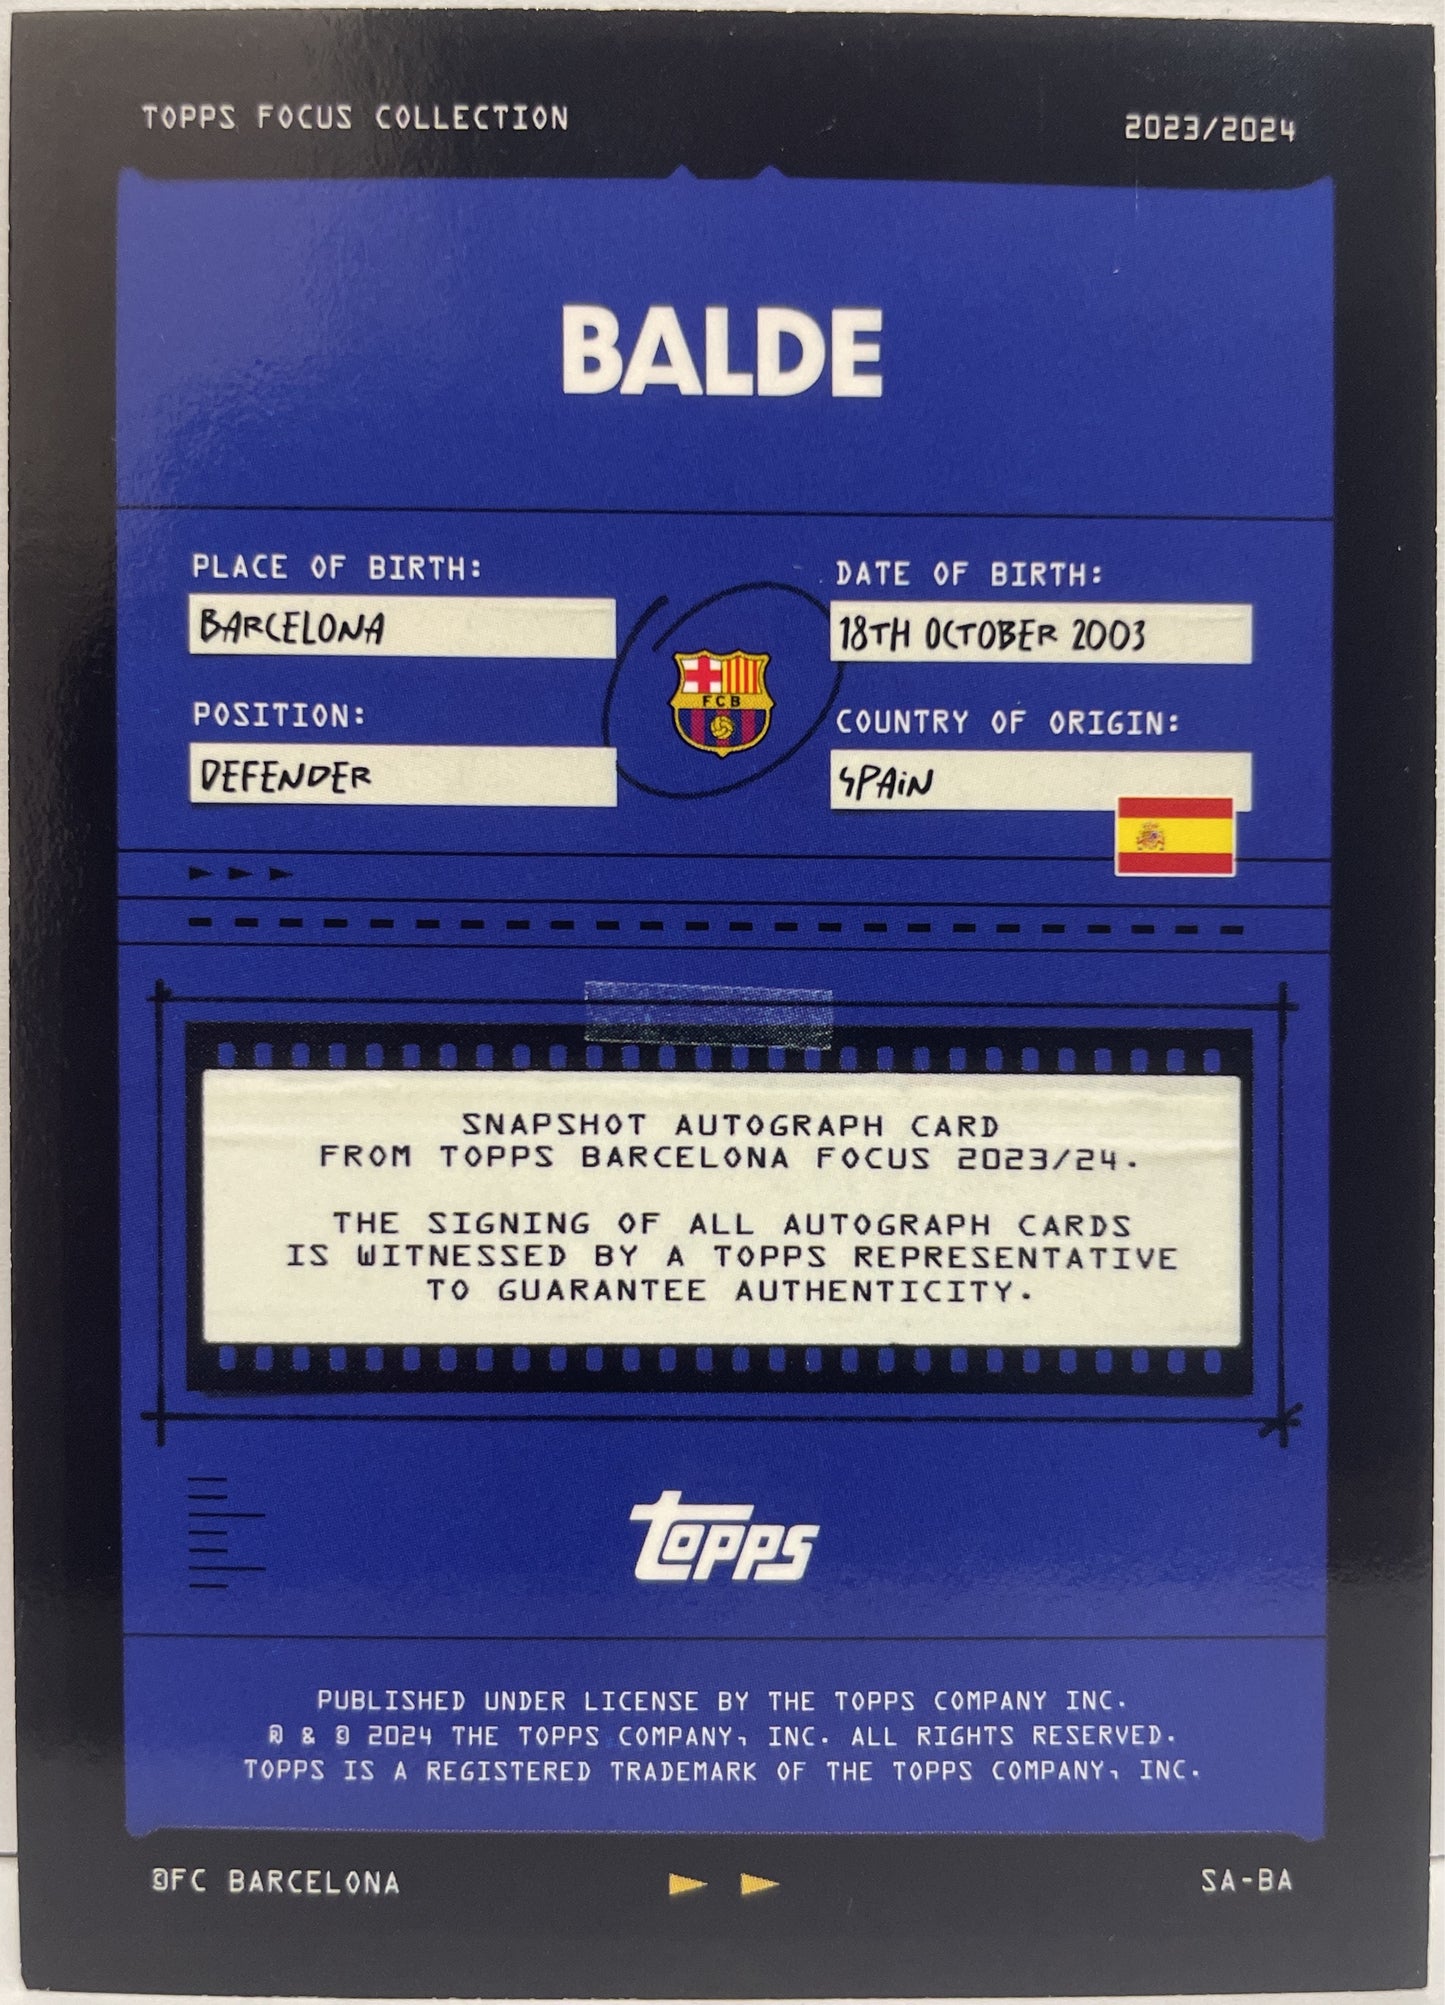 TOPPS FOCUS COLLECTION
2023/2024
BALDE
PLACE OF BIRTH:
BARCELONA
DATE OF BIRTH:
18TH OCTOBER 2003
FCB
POSITION:
DEFENDER
COUNTRY OF ORIGIN:
SPAIN
SNAPSHOT AUTOGRAPH CARD
FROM TOPPS BARCELONA FOCUS 2023/24.
THE SIGNING OF ALL AUTOGRAPH CARDS
IS WITNESSED BY A TOPPS REPRESENTATIVE
TO GUARANTEE AUTHENTICITY.
topps
PUBLISHED UNDER LICENSE BY THE TOPPS COMPANY INC.
® & © 2024 THE TOPPS COMPANY, INC. ALL RIGHTS RESERVED.
TOPPS IS A REGISTERED TRADEMARK OF THE TOPPS COMPANY, INC.
©FC BARCELONA
SA-BA